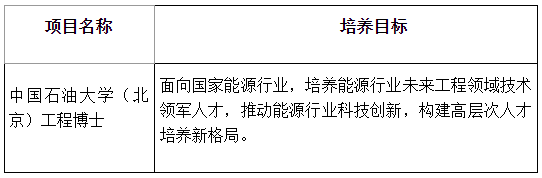 项目名称
培养目标
中国石油大学（北
京）工程博士
面向国家能源行业，培养能源行业未来工程领域技术
领军人才，推动能源行业科技创新，构建高层次人才
培养新格局。